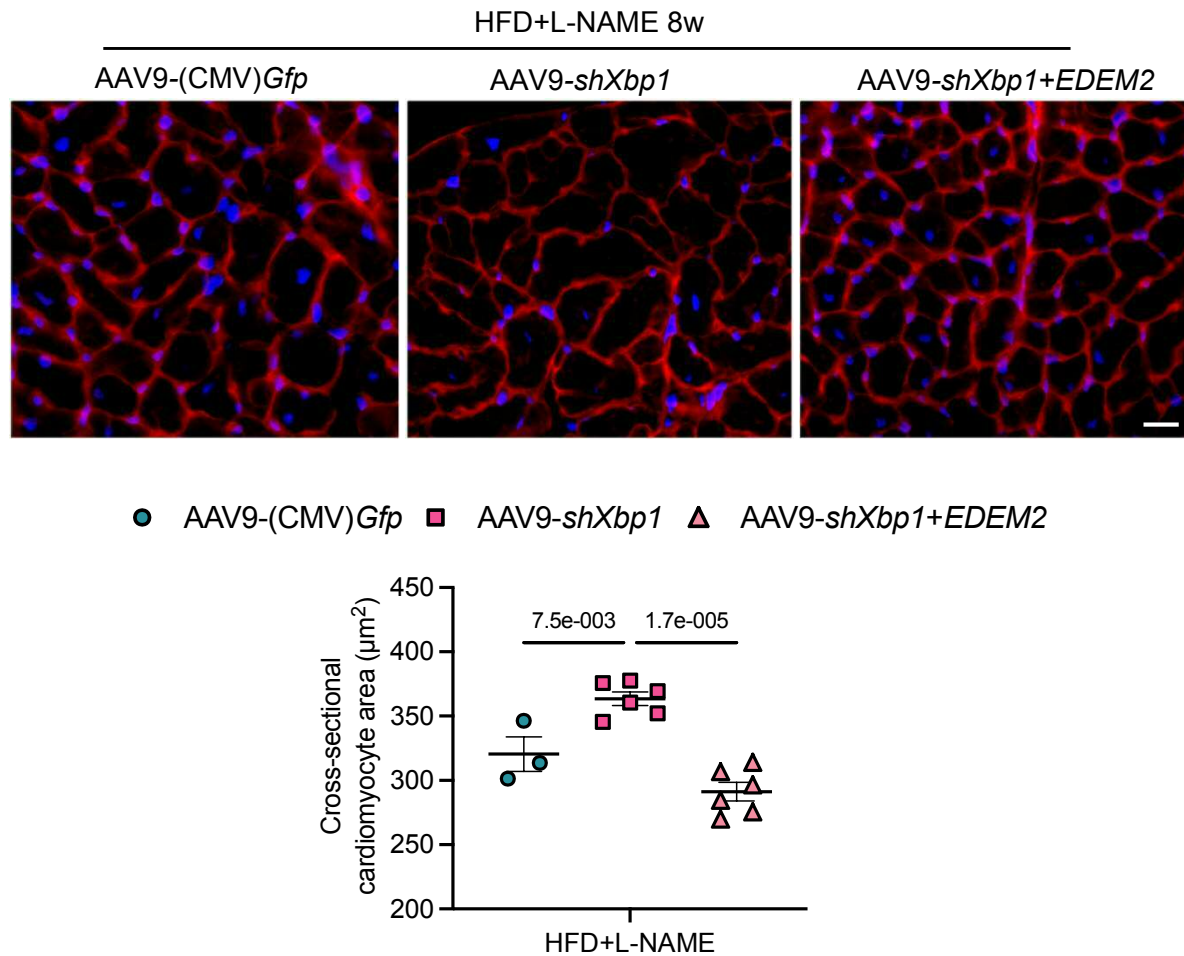 HFD+L-NAME 8w
AAV9-(CMV)Gfp AAV9-shXbp1 AAV9-shXbp1+EDEM2
AAV9-(CMV)Gfp AAV9-shXbp1 AAV9-shXbp1+EDEM2
Cross-sectional
cardiomyocyte area (µm²)
450
400
350
300
250
200
7.5e-003 1.7e-005
HFD+L-NAME